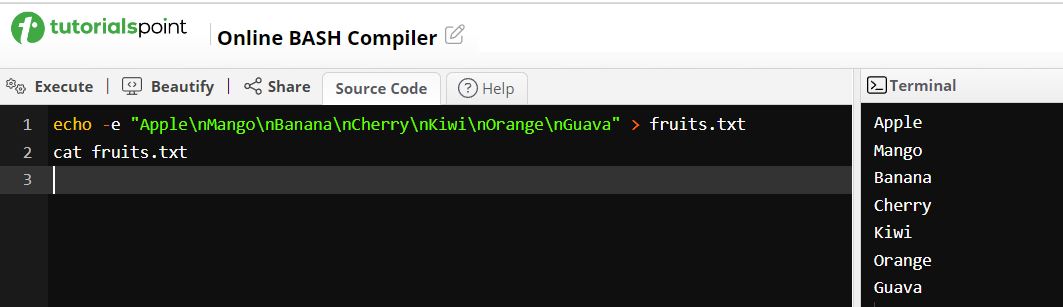 tutorialspoint
Online BASH Compiler
Execute | Beautify | Share Source Code Help
1 echo -e "Apple\nMango\nBanana\nCherry\nKiwi\nOrange\nGuava" > fruits.txt
2 cat fruits.txt
3
Terminal
Apple
Mango
Banana
Cherry
Kiwi
Orange
Guava